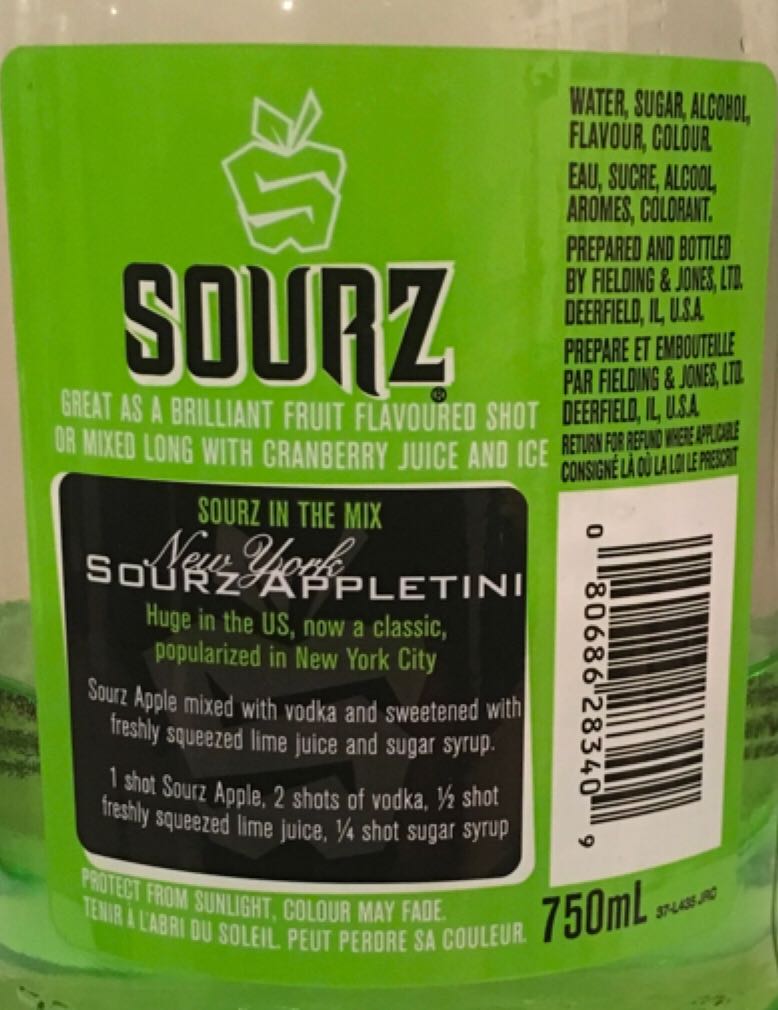 SOURZ
GREAT AS A BRILLIANT FRUIT FLAVOURED SHOT
OR MIXED LONG WITH CRANBERRY JUICE AND ICE
SOURZ IN THE MIX
New York
SOURZ APPLETINI
Huge in the US, now a classic,
popularized in New York City
Sourz Apple mixed with vodka and sweetened with
freshly squeezed lime juice and sugar syrup.
1 shot Sourz Apple, 2 shots of vodka, ½ shot
freshly squeezed lime juice, ¼ shot sugar syrup
PROTECT FROM SUNLIGHT, COLOUR MAY FADE.
TENIR À L'ABRI DU SOLEIL. PEUT PERDRE SA COULEUR.
WATER, SUGAR, ALCOHOL,
FLAVOUR, COLOUR.
EAU, SUCRE, ALCOOL,
AROMES, COLORANT.
PREPARED AND BOTTLED
BY FIELDING & JONES, LTD.
DEERFIELD, IL, U.S.A.
PREPARE ET EMBOUTEILLE
PAR FIELDING & JONES, LTD.
DEERFIELD, IL, U.S.A.
RETURN FOR REFUND WHERE APPLICABLE
CONSIGNÉ LÀ OÙ LA LOI LE PRESCRIT
0 80686 28340 9
750mL